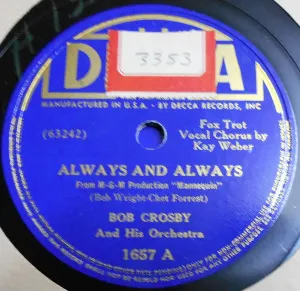 3353
MANUFACTURED IN U.S.A. - BY DECCA RECORDS, INC
(63242)
Fox Trot
Vocal Chorus by
Kay Weber
ALWAYS AND ALWAYS
From M-G-M Production "Mannequin"
(Bob Wright-Chet Forrest)
BOB CROSBY
And His Orchestra
1657 A